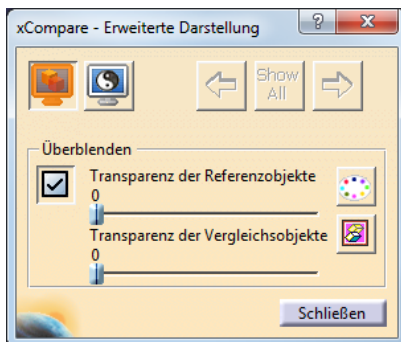 xCompare - Erweiterte Darstellung
Show
All
Überblenden
Transparenz der Referenzobjekte
0
Transparenz der Vergleichsobjekte
0
Schließen